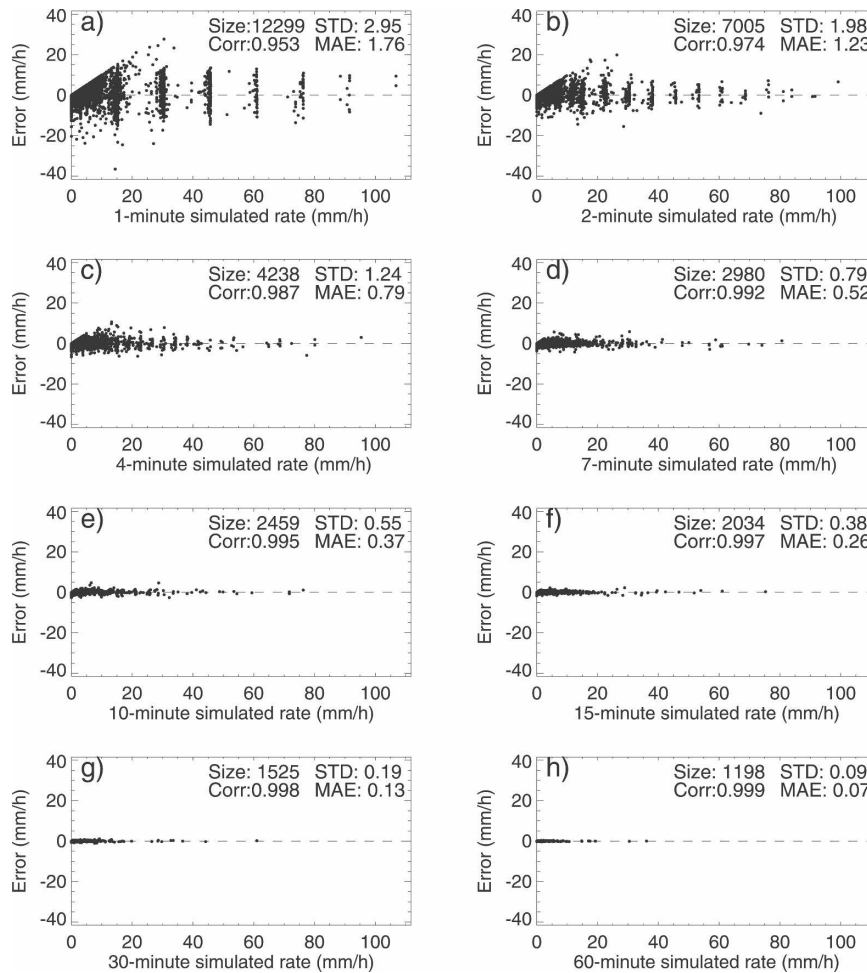 a)
Size:12299 STD: 2.95
Corr:0.953 MAE: 1.76
Error (mm/h)
40
20
0
-20
-40
0 20 40 60 80 100
1-minute simulated rate (mm/h)
b)
Size: 7005 STD: 1.98
Corr:0.974 MAE: 1.23
Error (mm/h)
40
20
0
-20
-40
0 20 40 60 80 100
2-minute simulated rate (mm/h)
c)
Size: 4238 STD: 1.24
Corr:0.987 MAE: 0.79
Error (mm/h)
40
20
0
-20
-40
0 20 40 60 80 100
4-minute simulated rate (mm/h)
d)
Size: 2980 STD: 0.79
Corr:0.992 MAE: 0.52
Error (mm/h)
40
20
0
-20
-40
0 20 40 60 80 100
7-minute simulated rate (mm/h)
e)
Size: 2459 STD: 0.55
Corr:0.995 MAE: 0.37
Error (mm/h)
40
20
0
-20
-40
0 20 40 60 80 100
10-minute simulated rate (mm/h)
f)
Size: 2034 STD: 0.38
Corr:0.997 MAE: 0.26
Error (mm/h)
40
20
0
-20
-40
0 20 40 60 80 100
15-minute simulated rate (mm/h)
g)
Size: 1525 STD: 0.19
Corr:0.998 MAE: 0.13
Error (mm/h)
40
20
0
-20
-40
0 20 40 60 80 100
30-minute simulated rate (mm/h)
h)
Size: 1198 STD: 0.09
Corr:0.999 MAE: 0.07
Error (mm/h)
40
20
0
-20
-40
0 20 40 60 80 100
60-minute simulated rate (mm/h)